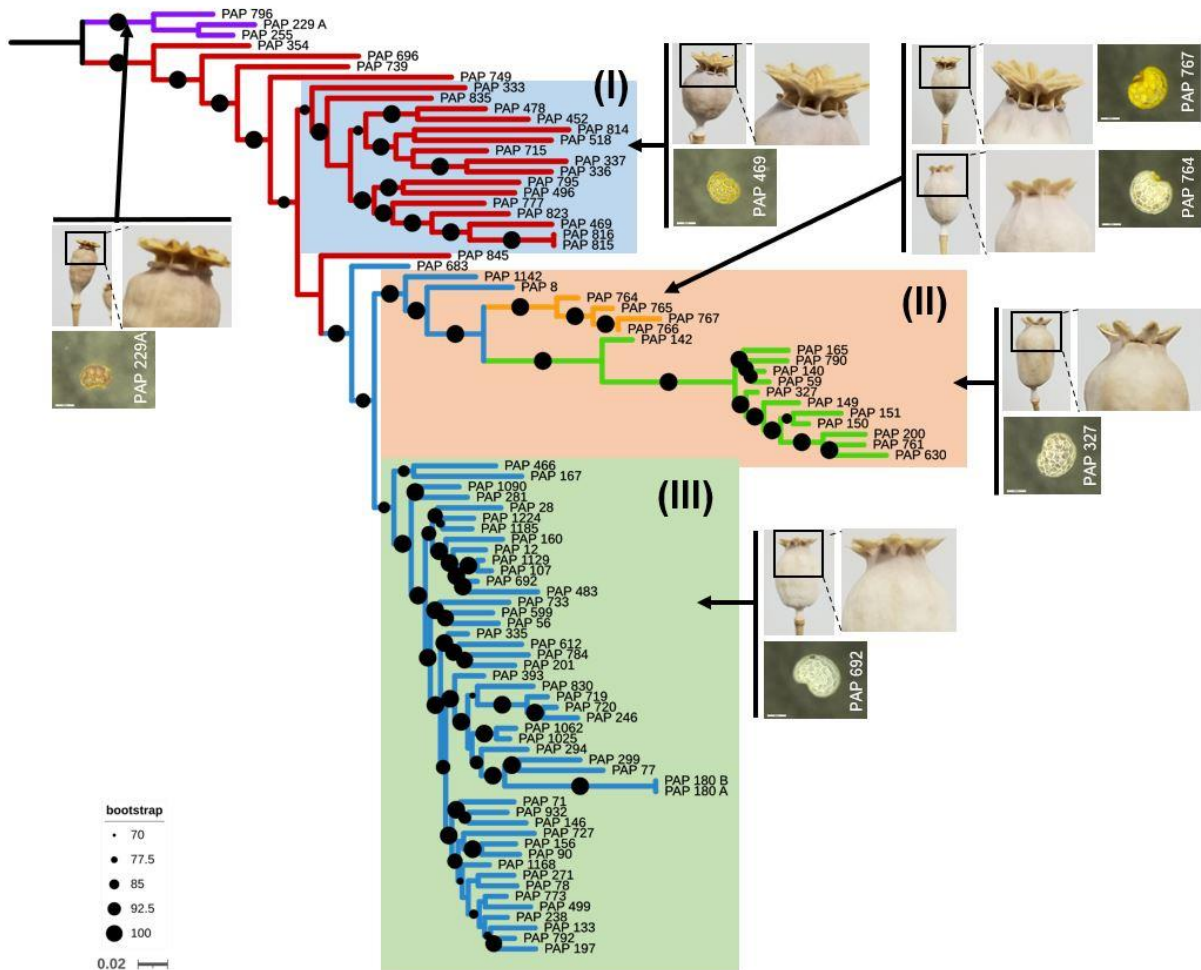 PAP 796
PAP 229 A
PAP 255
PAP 354
PAP 696
PAP 739
PAP 749
PAP 333
PAP 835
PAP 478
PAP 452
PAP 814
PAP 518
PAP 715
PAP 337
PAP 336
PAP 795
PAP 496
PAP 777
PAP 823
PAP 469
PAP 816
PAP 815
(I)
PAP 845
PAP 683
PAP 1142
PAP 8
PAP 764
PAP 765
PAP 767
PAP 766
PAP 142
PAP 165
PAP 790
PAP 140
PAP 59
PAP 327
PAP 149
PAP 151
PAP 150
PAP 200
PAP 761
PAP 630
(II)
PAP 466
PAP 167
PAP 1090
PAP 281
PAP 28
PAP 1224
PAP 1185
PAP 160
PAP 12
PAP 1129
PAP 107
PAP 692
PAP 483
PAP 733
PAP 599
PAP 56
PAP 335
PAP 612
PAP 784
PAP 201
PAP 393
PAP 830
PAP 719
PAP 720
PAP 246
PAP 1062
PAP 1025
PAP 294
PAP 299
PAP 77
PAP 180 B
PAP 180 A
PAP 71
PAP 932
PAP 146
PAP 727
PAP 156
PAP 90
PAP 1168
PAP 271
PAP 78
PAP 773
PAP 499
PAP 238
PAP 133
PAP 792
PAP 197
(III)
PAP 229A
PAP 469
PAP 767
PAP 764
PAP 327
PAP 692
bootstrap
70
77.5
85
92.5
100
0.02